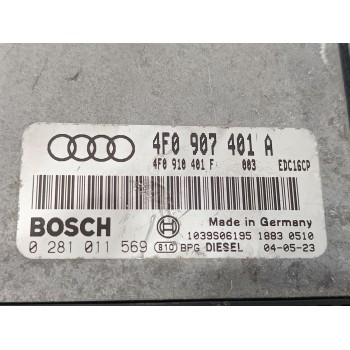 4F0 907 401 A
4F0 910 401 F 003 EDC16CP
BOSCH
Made in Germany
0 281 011 569
1039S06195 1883 0510
810 BPG DIESEL 04-05-23